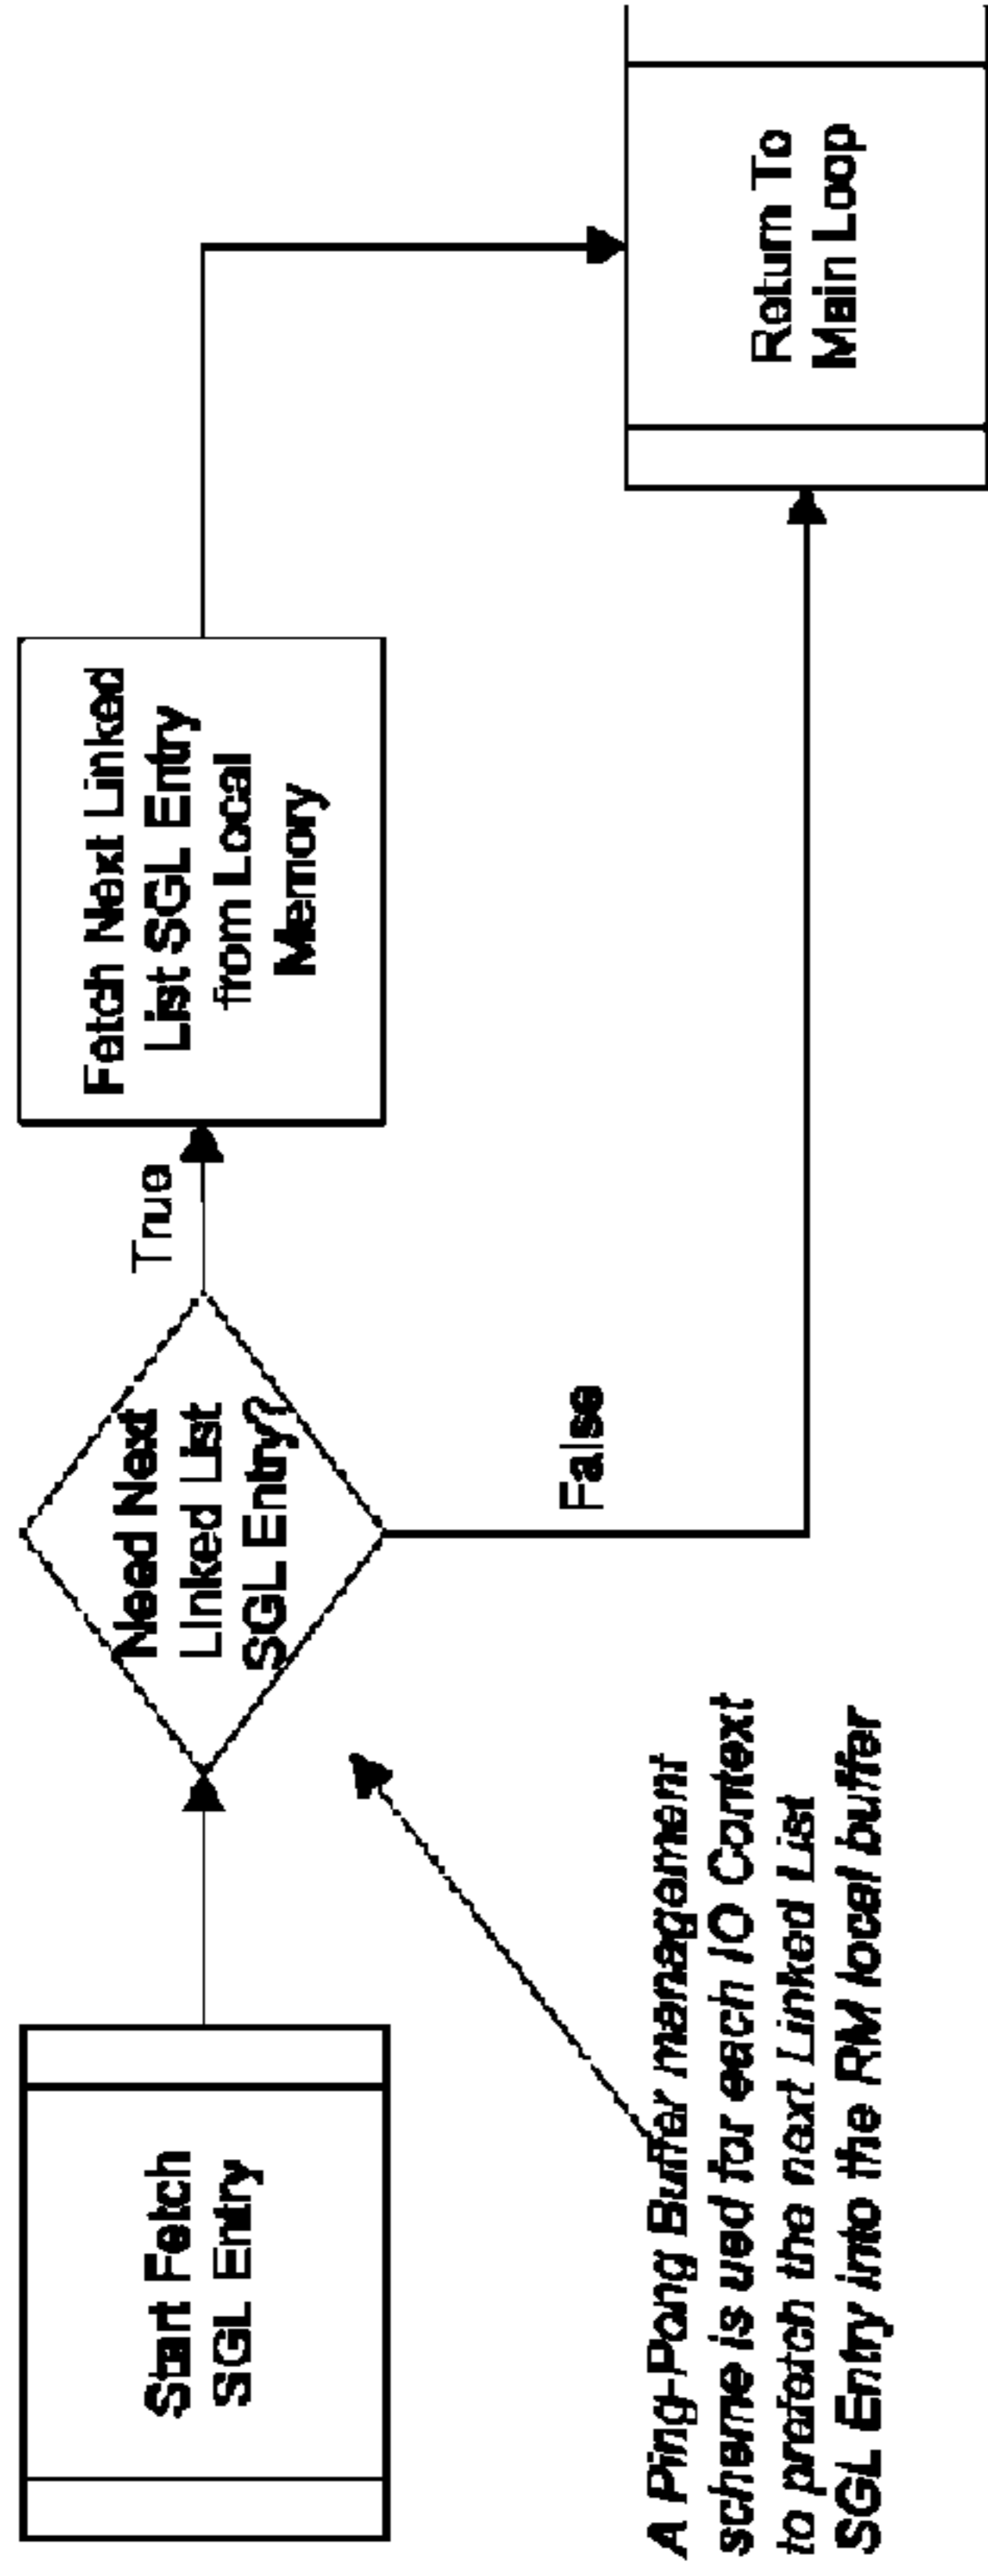 Start Fetch
SGL Entry
Need Next
Linked List
SGL Entry?
True
Fetch Next Linked
List SGL Entry
from Local
Memory
False
Return To
Main Loop
A Ping-Pong Buffer management
scheme is ued for each IO Context
to prefetch the next Linked List
SGL Entry into the RM local buffer